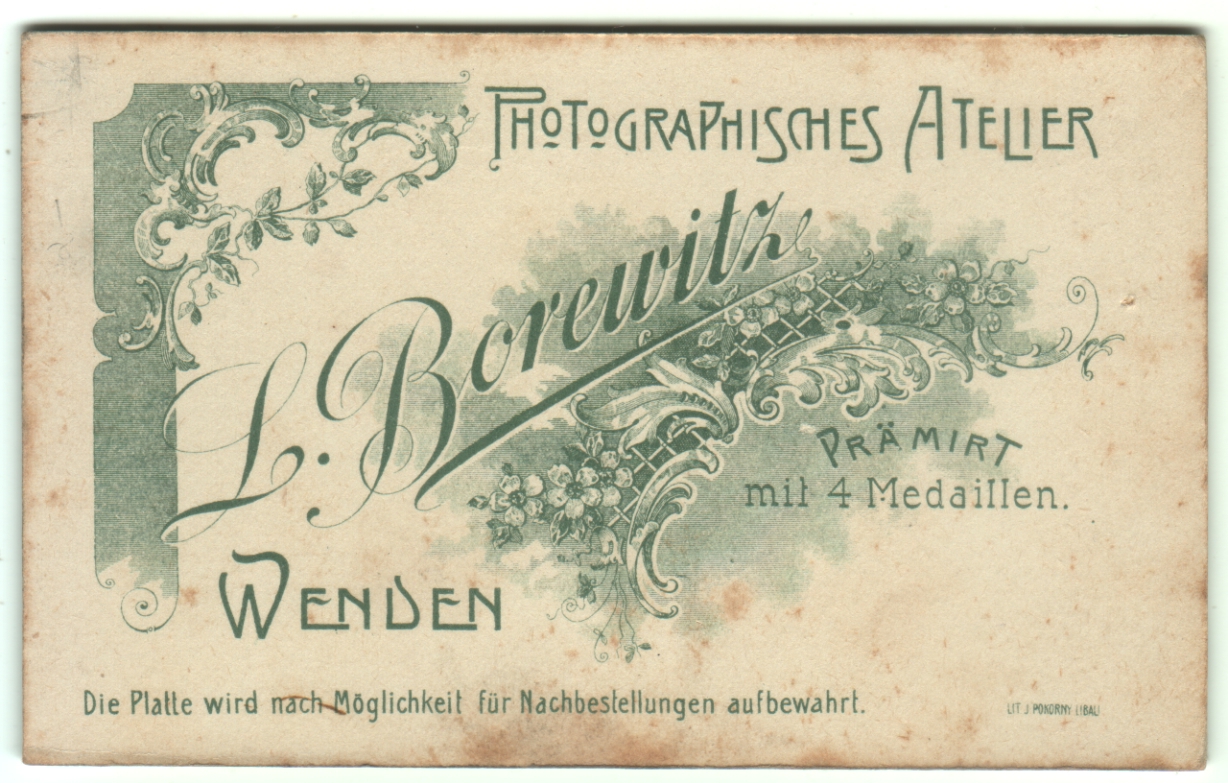 PHOTOGRAPHISCHES ATELIER
L. Borewitz
PRÄMIRT
mit 4 Medaillen.
WENDEN
Die Platte wird nach Möglichkeit für Nachbestellungen aufbewahrt.
LIT J. POKORNY LIBAU